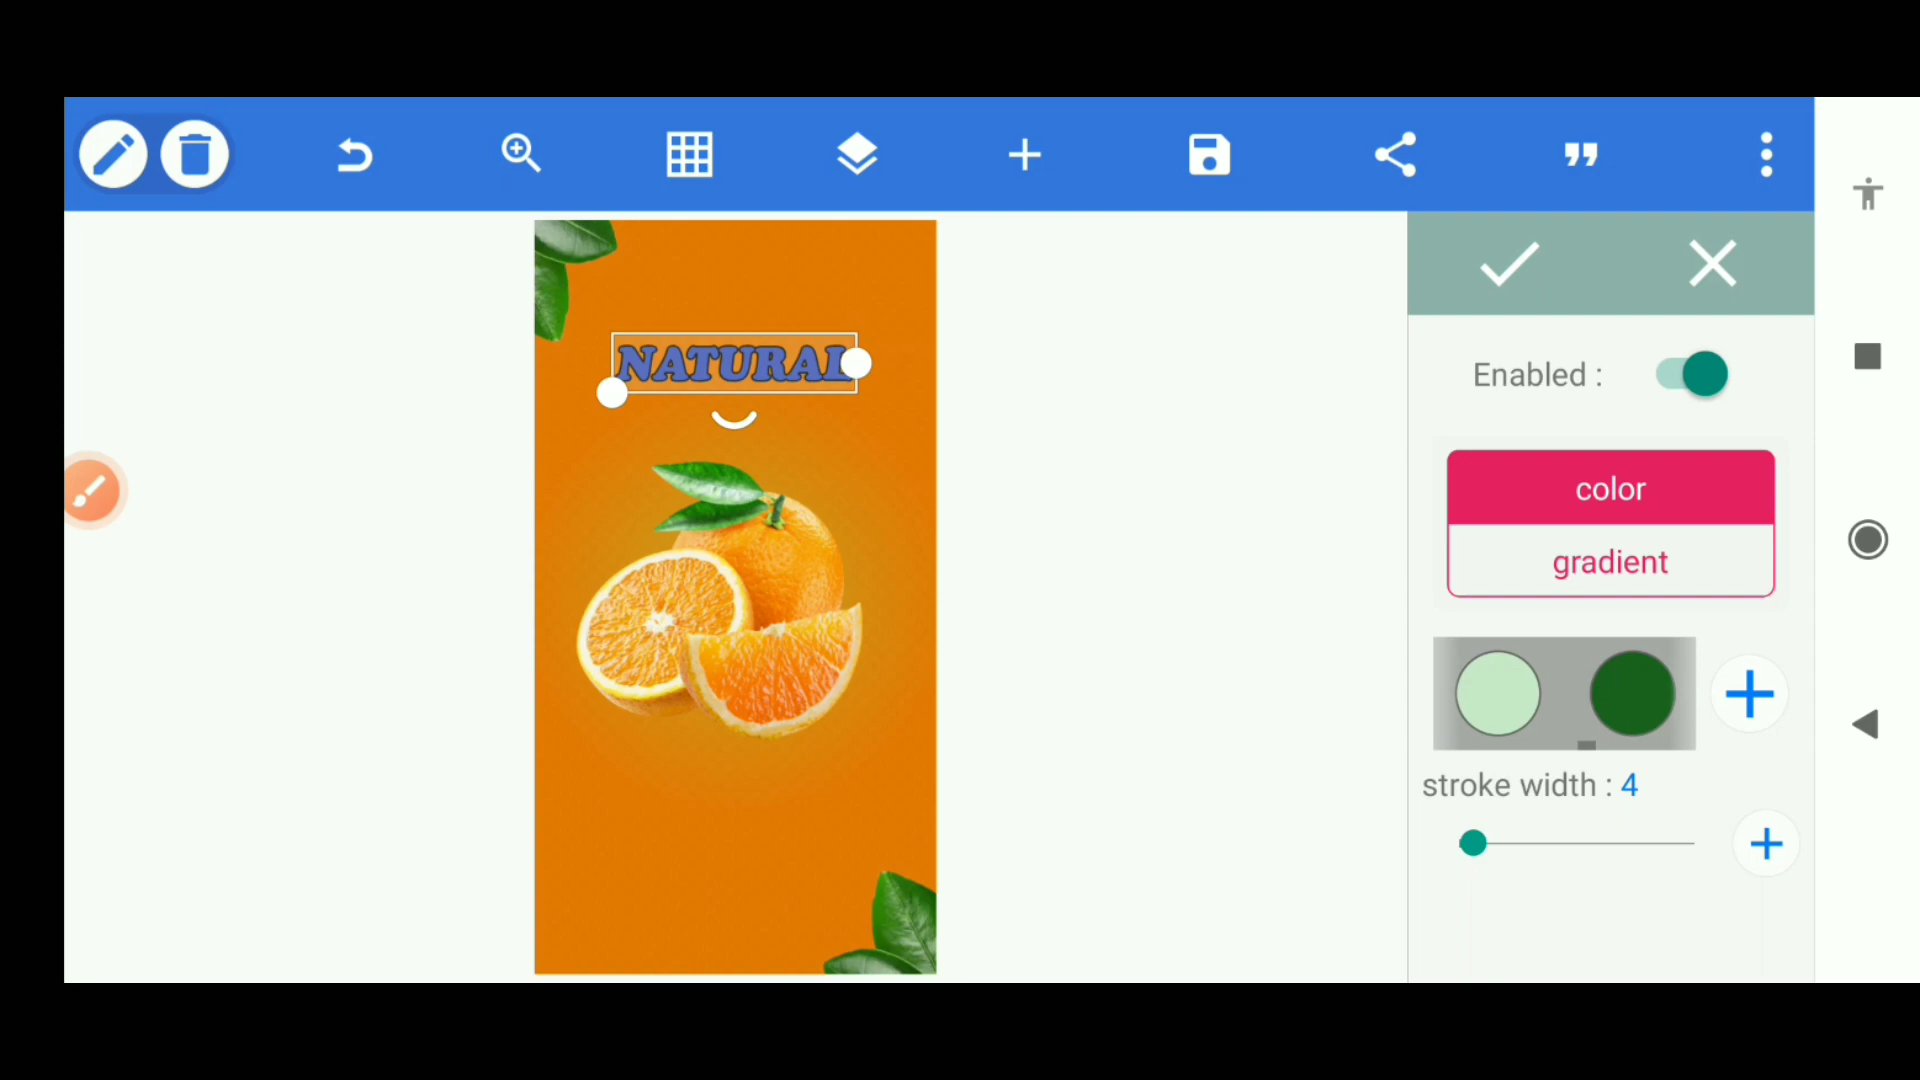 NATURAL
Enabled :
color
gradient
stroke width : 4